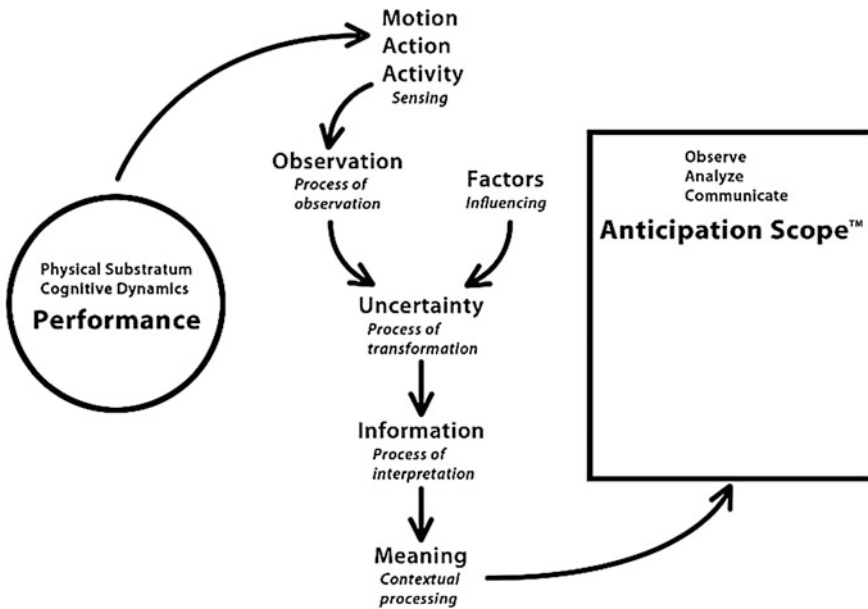 Motion
Action
Activity
Sensing
Observation
Process of
observation
Factors
Influencing
Observe
Analyze
Communicate
Anticipation Scope™
Physical Substratum
Cognitive Dynamics
Performance
Uncertainty
Process of
transformation
Information
Process of
interpretation
Meaning
Contextual
processing